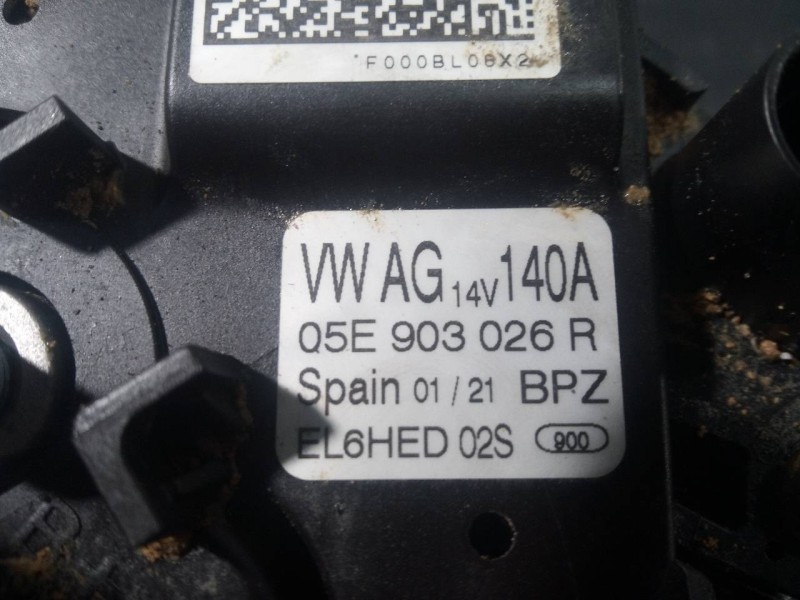 F000BL08X2
VW AG 14V 140A
05E 903 026 R
Spain 01 / 21 BPZ
EL6HED 02S 900